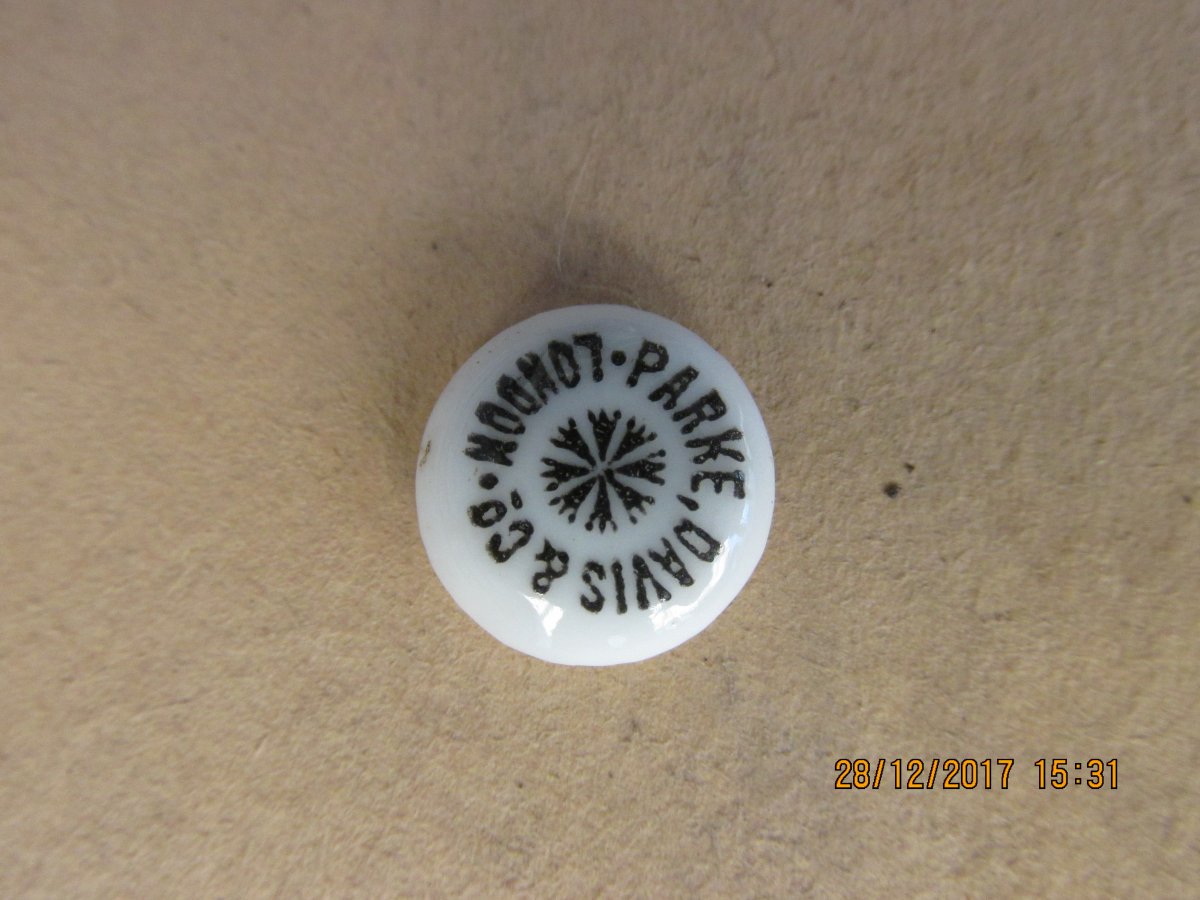 PARKE, DAVIS & Co.
• LONDON •
28/12/2017 15:31